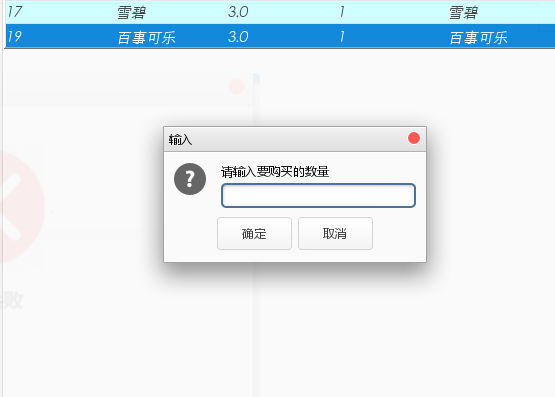 17 雪碧 3.0 1 雪碧
19 百事可乐 3.0 1 百事可乐
输入
请输入要购买的数量
?
确定 取消
败